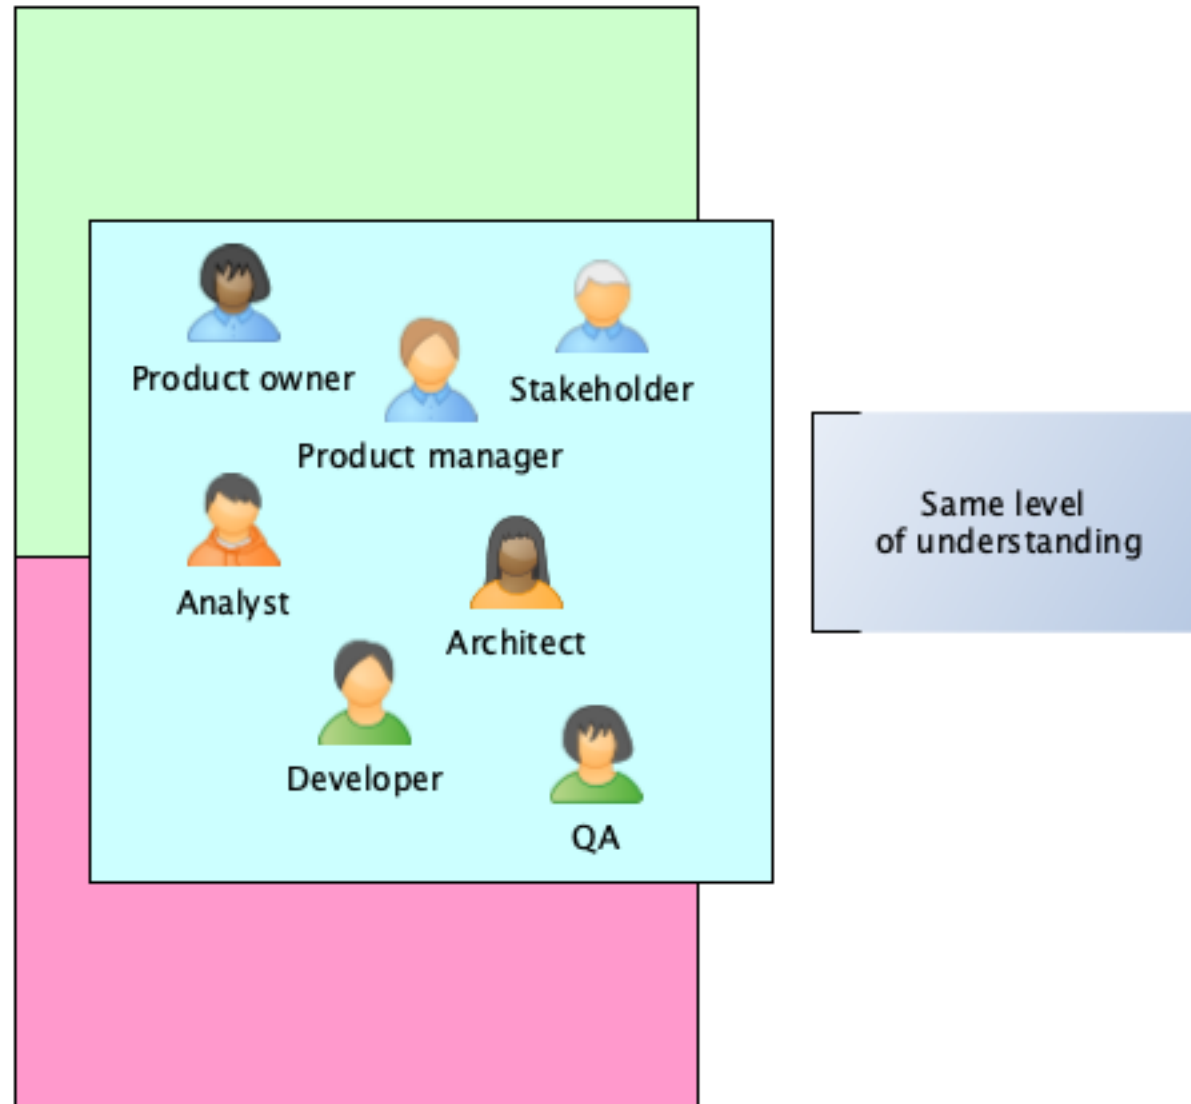 Product owner
Stakeholder
Product manager
Same level
of understanding
Analyst
Architect
Developer
QA